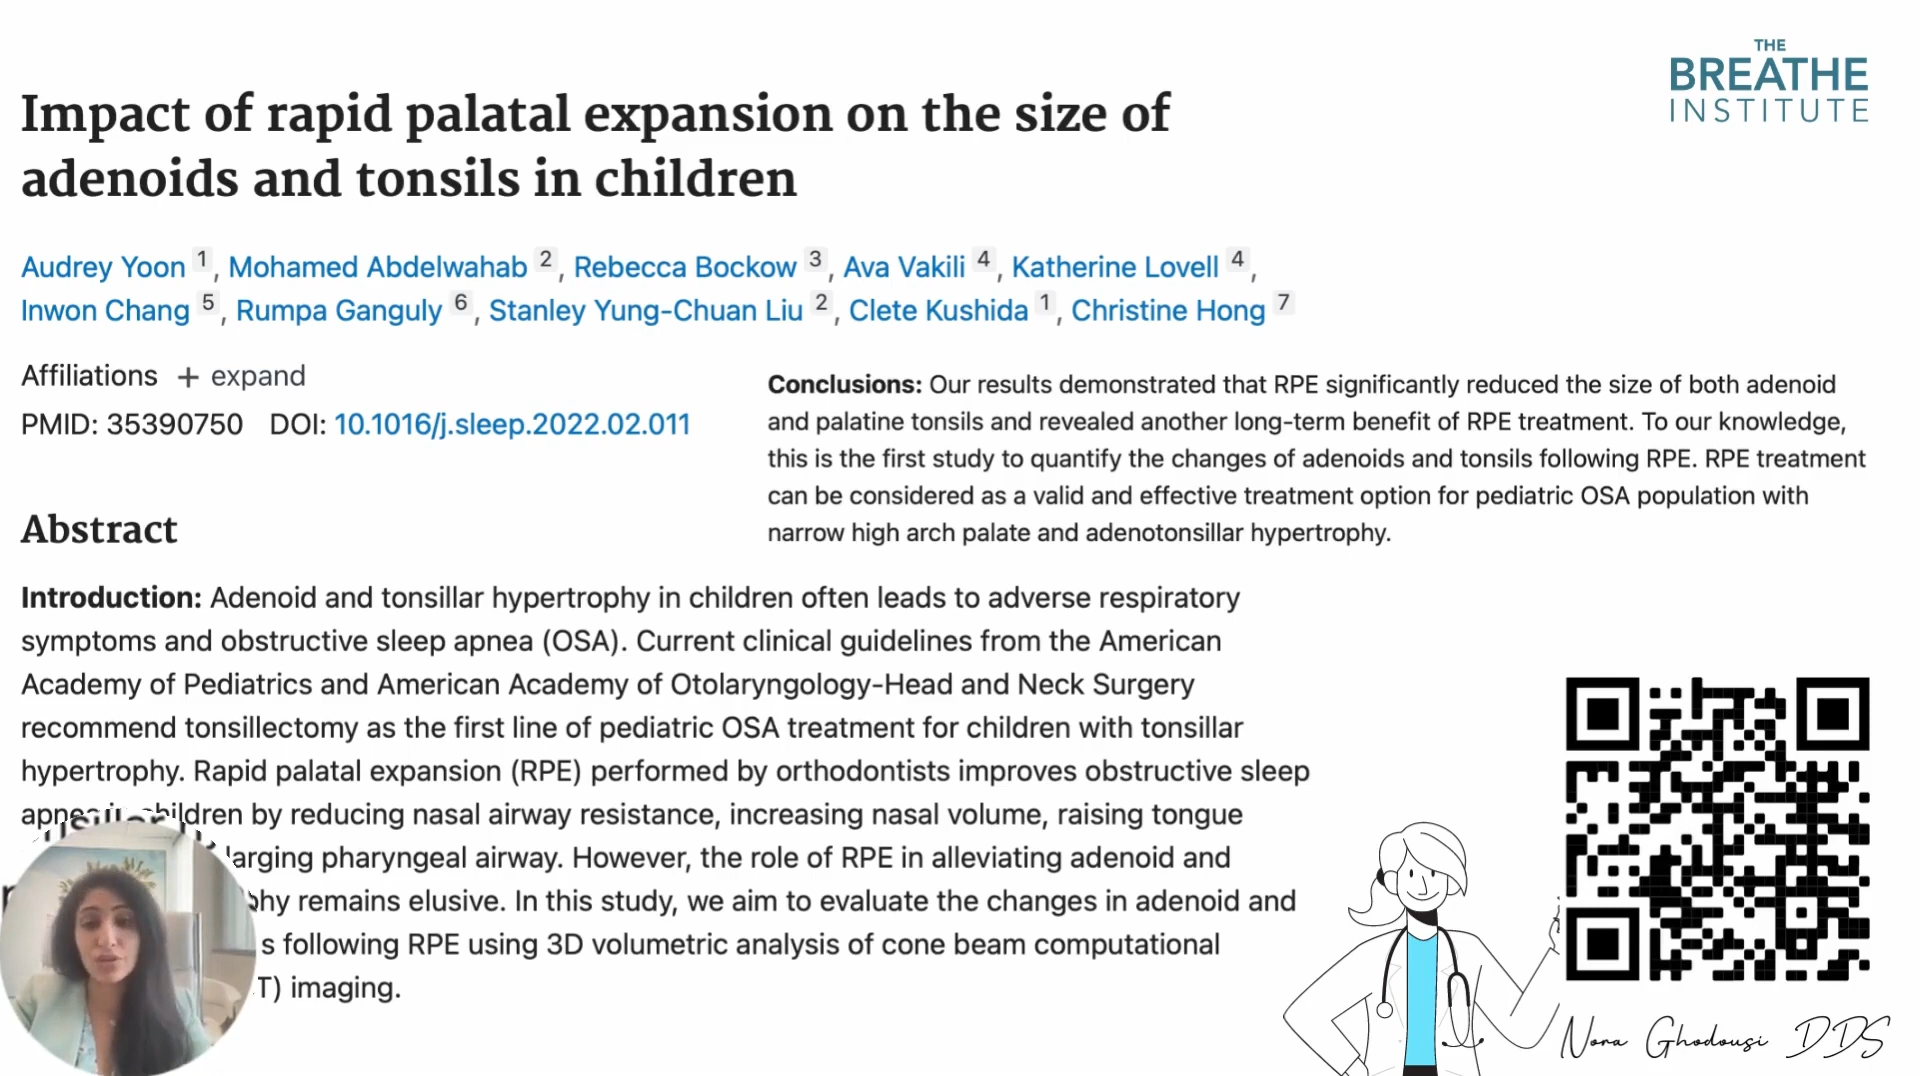 THE
BREATHE
INSTITUTE
Impact of rapid palatal expansion on the size of
adenoids and tonsils in children
Audrey Yoon 1, Mohamed Abdelwahab 2, Rebecca Bockow 3, Ava Vakili 4, Katherine Lovell 4,
Inwon Chang 5, Rumpa Ganguly 6, Stanley Yung-Chuan Liu 2, Clete Kushida 1, Christine Hong 7
Affiliations + expand
PMID: 35390750 DOI: 10.1016/j.sleep.2022.02.011
Conclusions: Our results demonstrated that RPE significantly reduced the size of both adenoid
and palatine tonsils and revealed another long-term benefit of RPE treatment. To our knowledge,
this is the first study to quantify the changes of adenoids and tonsils following RPE. RPE treatment
can be considered as a valid and effective treatment option for pediatric OSA population with
narrow high arch palate and adenotonsillar hypertrophy.
Abstract
Introduction: Adenoid and tonsillar hypertrophy in children often leads to adverse respiratory
symptoms and obstructive sleep apnea (OSA). Current clinical guidelines from the American
Academy of Pediatrics and American Academy of Otolaryngology-Head and Neck Surgery
recommend tonsillectomy as the first line of pediatric OSA treatment for children with tonsillar
hypertrophy. Rapid palatal expansion (RPE) performed by orthodontists improves obstructive sleep
apnea in children by reducing nasal airway resistance, increasing nasal volume, raising tongue
larging pharyngeal airway. However, the role of RPE in alleviating adenoid and
hy remains elusive. In this study, we aim to evaluate the changes in adenoid and
s following RPE using 3D volumetric analysis of cone beam computational
T) imaging.
Nora Ghodousi DDS